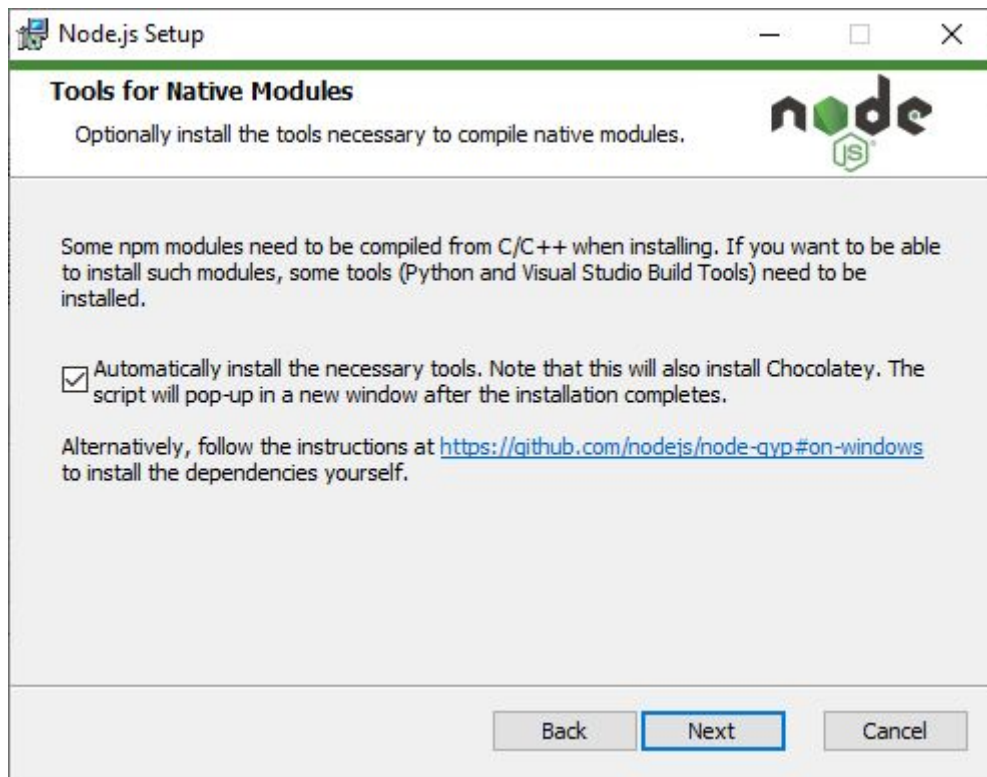 Node.js Setup
Tools for Native Modules
Optionally install the tools necessary to compile native modules.
node
JS
Some npm modules need to be compiled from C/C++ when installing. If you want to be able
to install such modules, some tools (Python and Visual Studio Build Tools) need to be
installed.
Automatically install the necessary tools. Note that this will also install Chocolatey. The
script will pop-up in a new window after the installation completes.
Alternatively, follow the instructions at https://github.com/nodejs/node-gyp#on-windows
to install the dependencies yourself.
Back
Next
Cancel